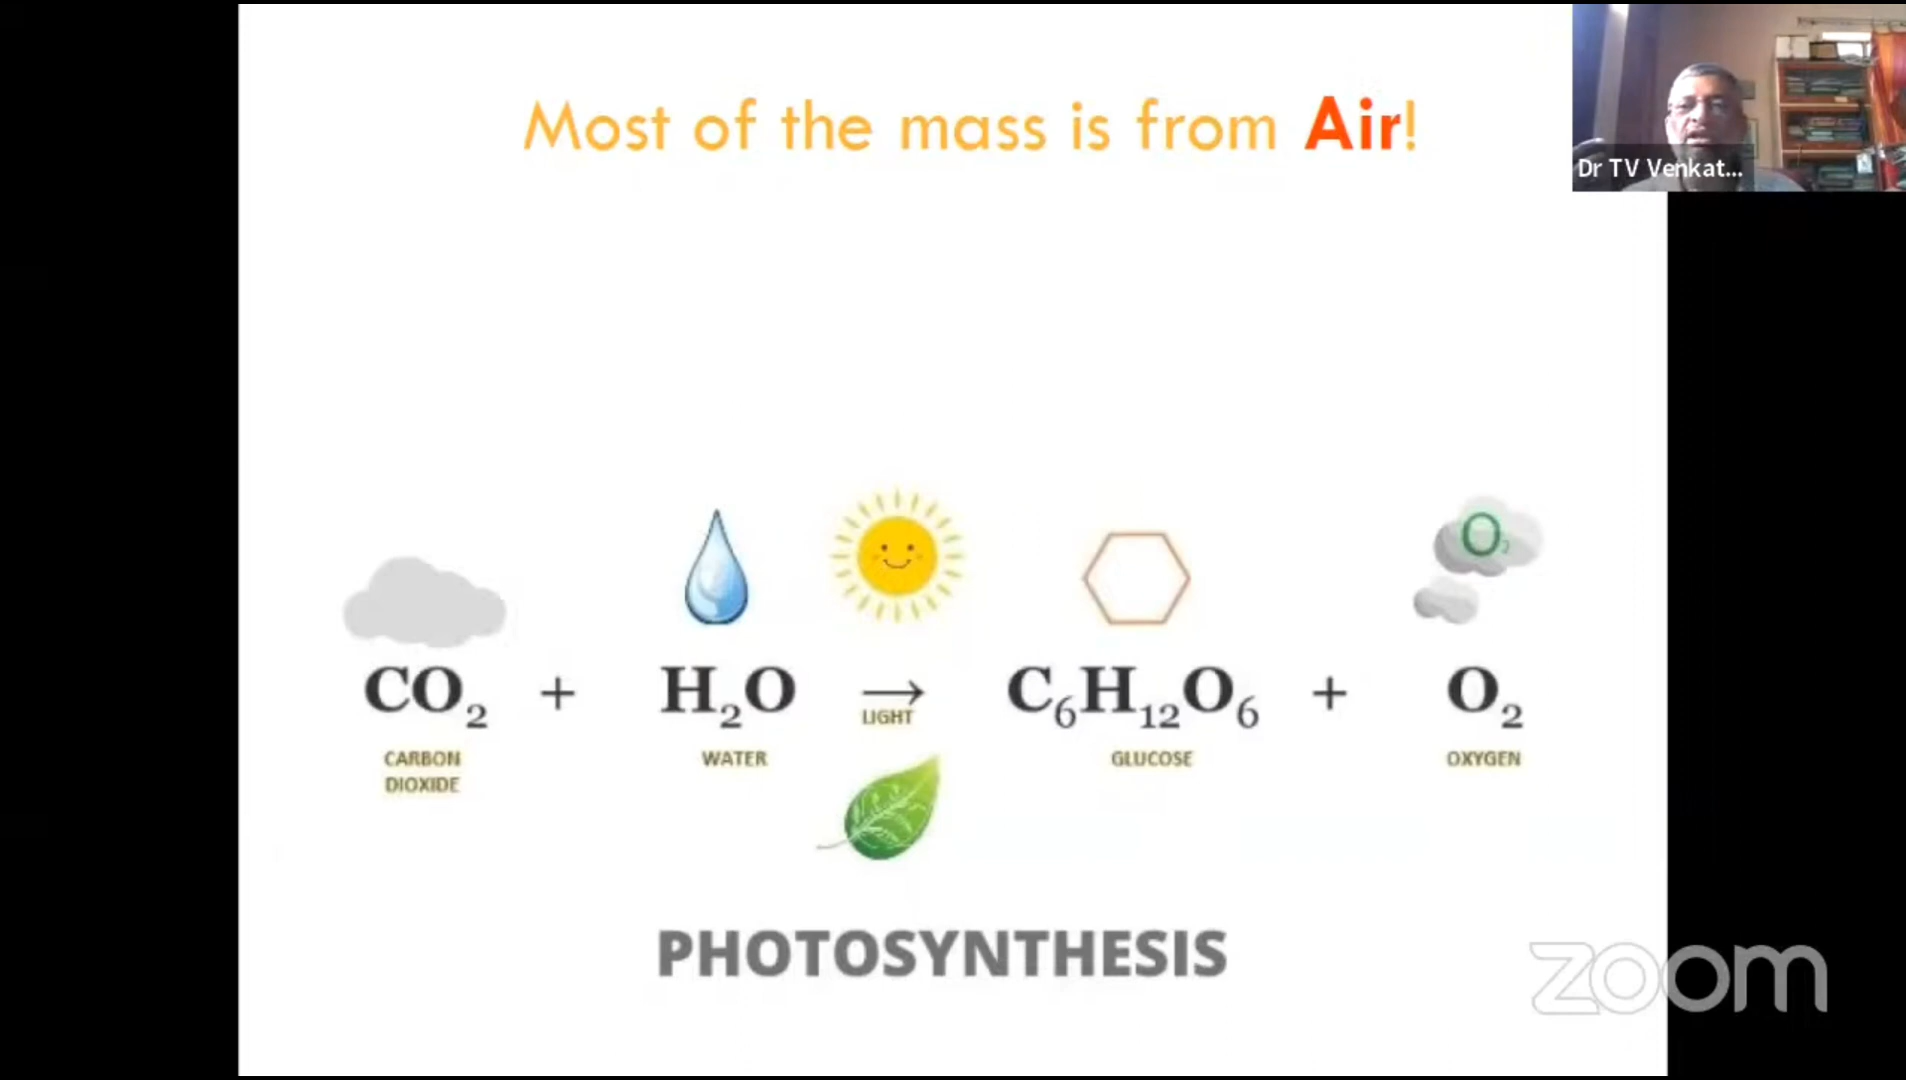 Most of the mass is from Air!
Dr TV Venkat...
O₂
CO₂ + H₂O → C₆H₁₂O₆ + O₂
LIGHT
CARBON DIOXIDE
WATER
GLUCOSE
OXYGEN
PHOTOSYNTHESIS
zoom